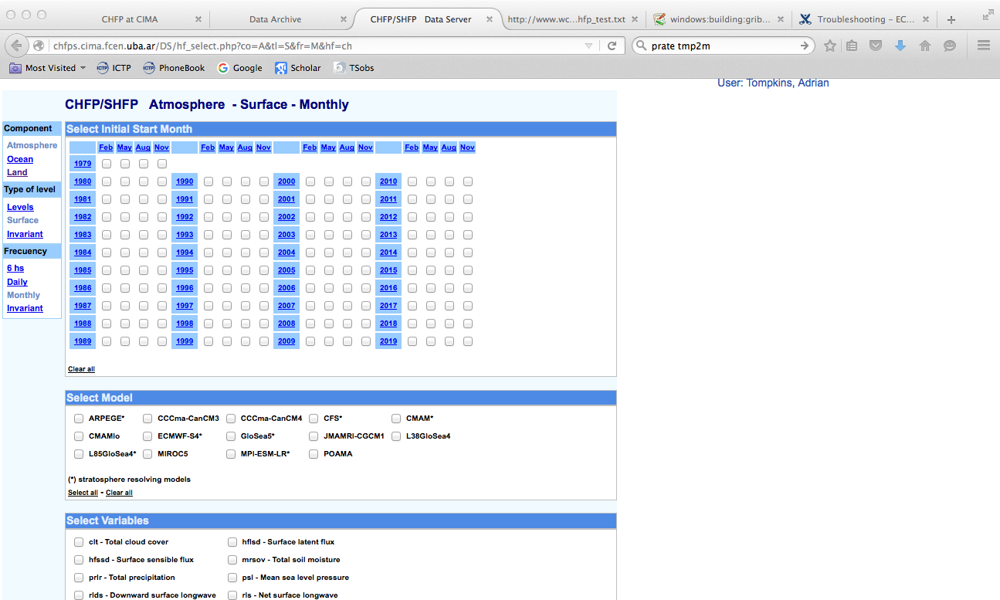 CHFP at CIMA
Data Archive
CHFP/SHFP Data Server
http://www.wc...hfp_test.txt
windows:building:grib...
Troubleshooting – EC...
chfps.cima.fcen.uba.ar/DS/hf_select.php?co=A&tl=S&fr=M&hf=ch
prate tmp2m
Most Visited ICTP PhoneBook Google Scholar TSobs
User: Tompkins, Adrian
CHFP/SHFP Atmosphere - Surface - Monthly
Component
Atmosphere
Ocean
Land
Type of level
Levels
Surface
Invariant
Frecuency
6 hs
Daily
Monthly
Invariant
Select Initial Start Month
Feb May Aug Nov Feb May Aug Nov Feb May Aug Nov Feb May Aug Nov
1979
1980 1990 2000 2010
1981 1991 2001 2011
1982 1992 2002 2012
1983 1993 2003 2013
1984 1994 2004 2014
1985 1995 2005 2015
1986 1996 2006 2016
1987 1997 2007 2017
1988 1998 2008 2018
1989 1999 2009 2019
Clear all
Select Model
ARPEGE* CCCma-CanCM3 CCCma-CanCM4 CFS* CMAM*
CMAMlo ECMWF-S4* GloSea5* JMAMRI-CGCM1 L38GloSea4
L85GloSea4* MIROC5 MPI-ESM-LR* POAMA
(*) stratosphere resolving models
Select all - Clear all
Select Variables
clt - Total cloud cover hflsd - Surface latent flux
hfssd - Surface sensible flux mrsov - Total soil moisture
prlr - Total precipitation psl - Mean sea level pressure
rlds - Downward surface longwave rls - Net surface longwave